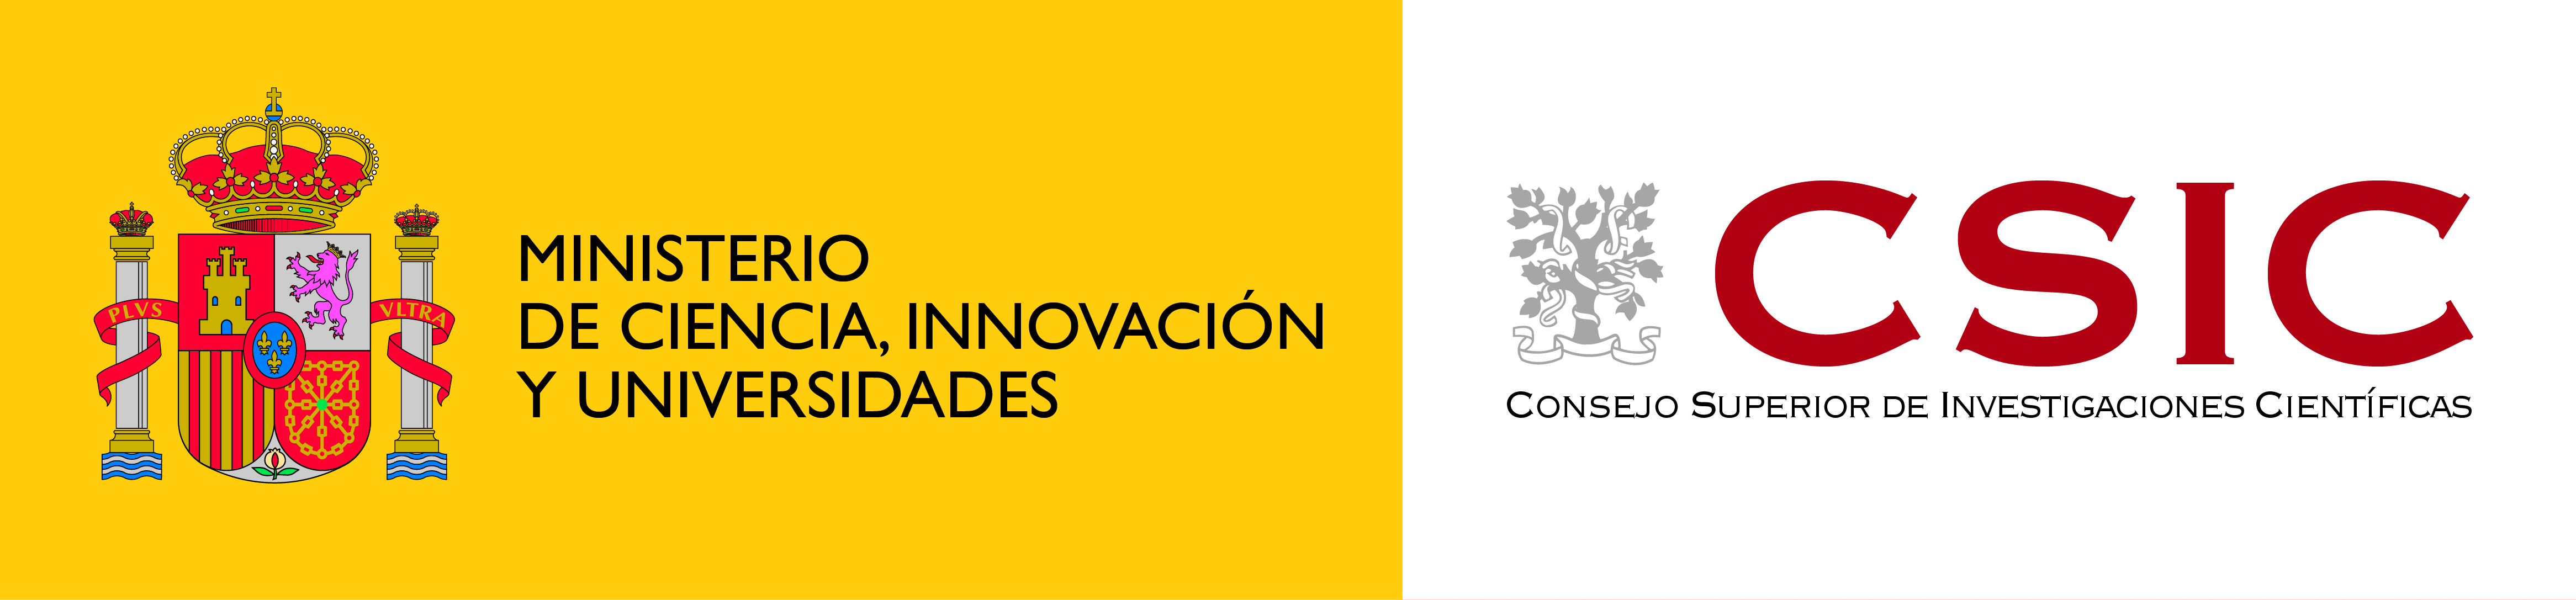 PLVS
VLTRA
MINISTERIO
DE CIENCIA, INNOVACIÓN
Y UNIVERSIDADES
CSIC
CONSEJO SUPERIOR DE INVESTIGACIONES CIENTÍFICAS